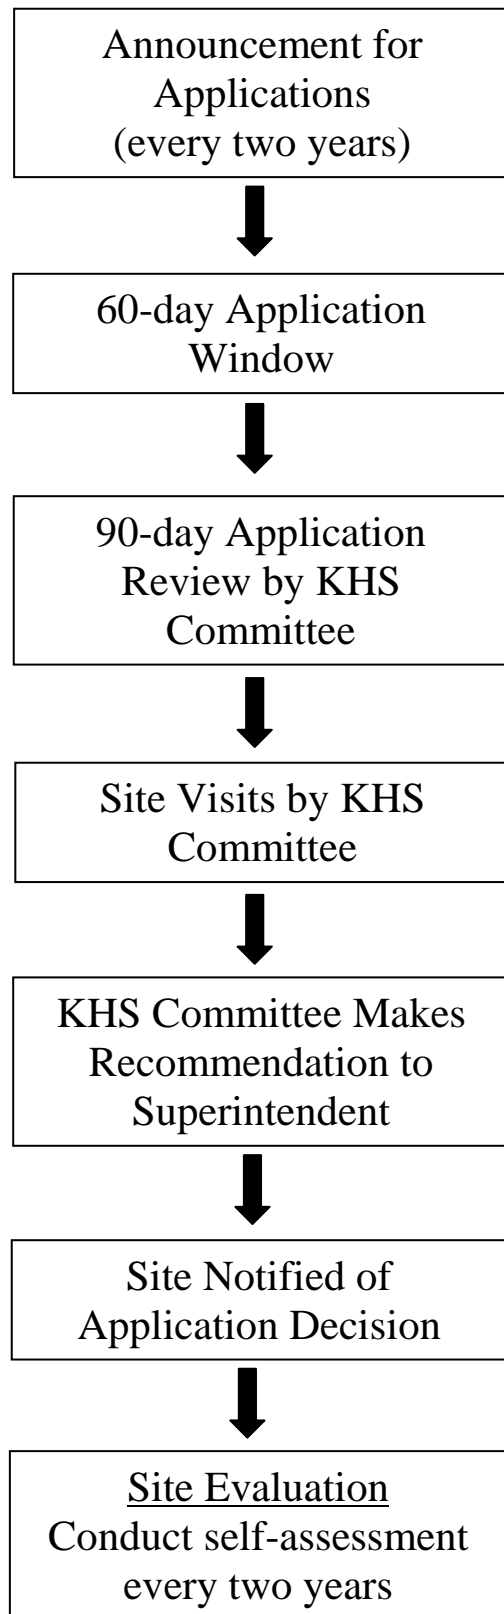 Announcement for
Applications
(every two years)
60-day Application
Window
90-day Application
Review by KHS
Committee
Site Visits by KHS
Committee
KHS Committee Makes
Recommendation to
Superintendent
Site Notified of
Application Decision
Site Evaluation
Conduct self-assessment
every two years